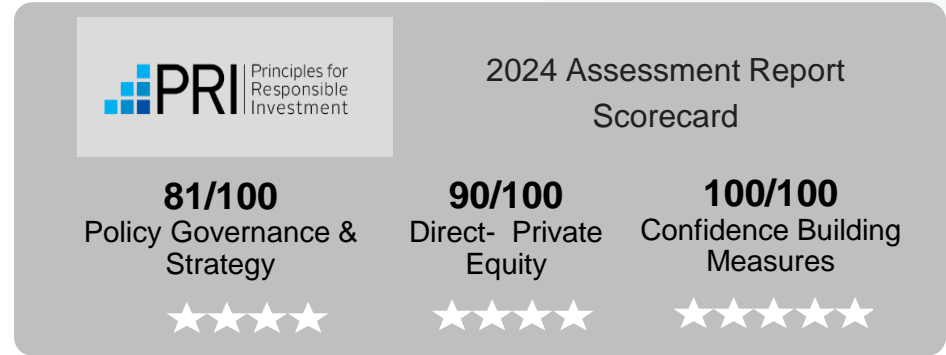 PRI
Principles for
Responsible
Investment
2024 Assessment Report
Scorecard
81/100
Policy Governance &
Strategy
90/100
Direct- Private
Equity
100/100
Confidence Building
Measures